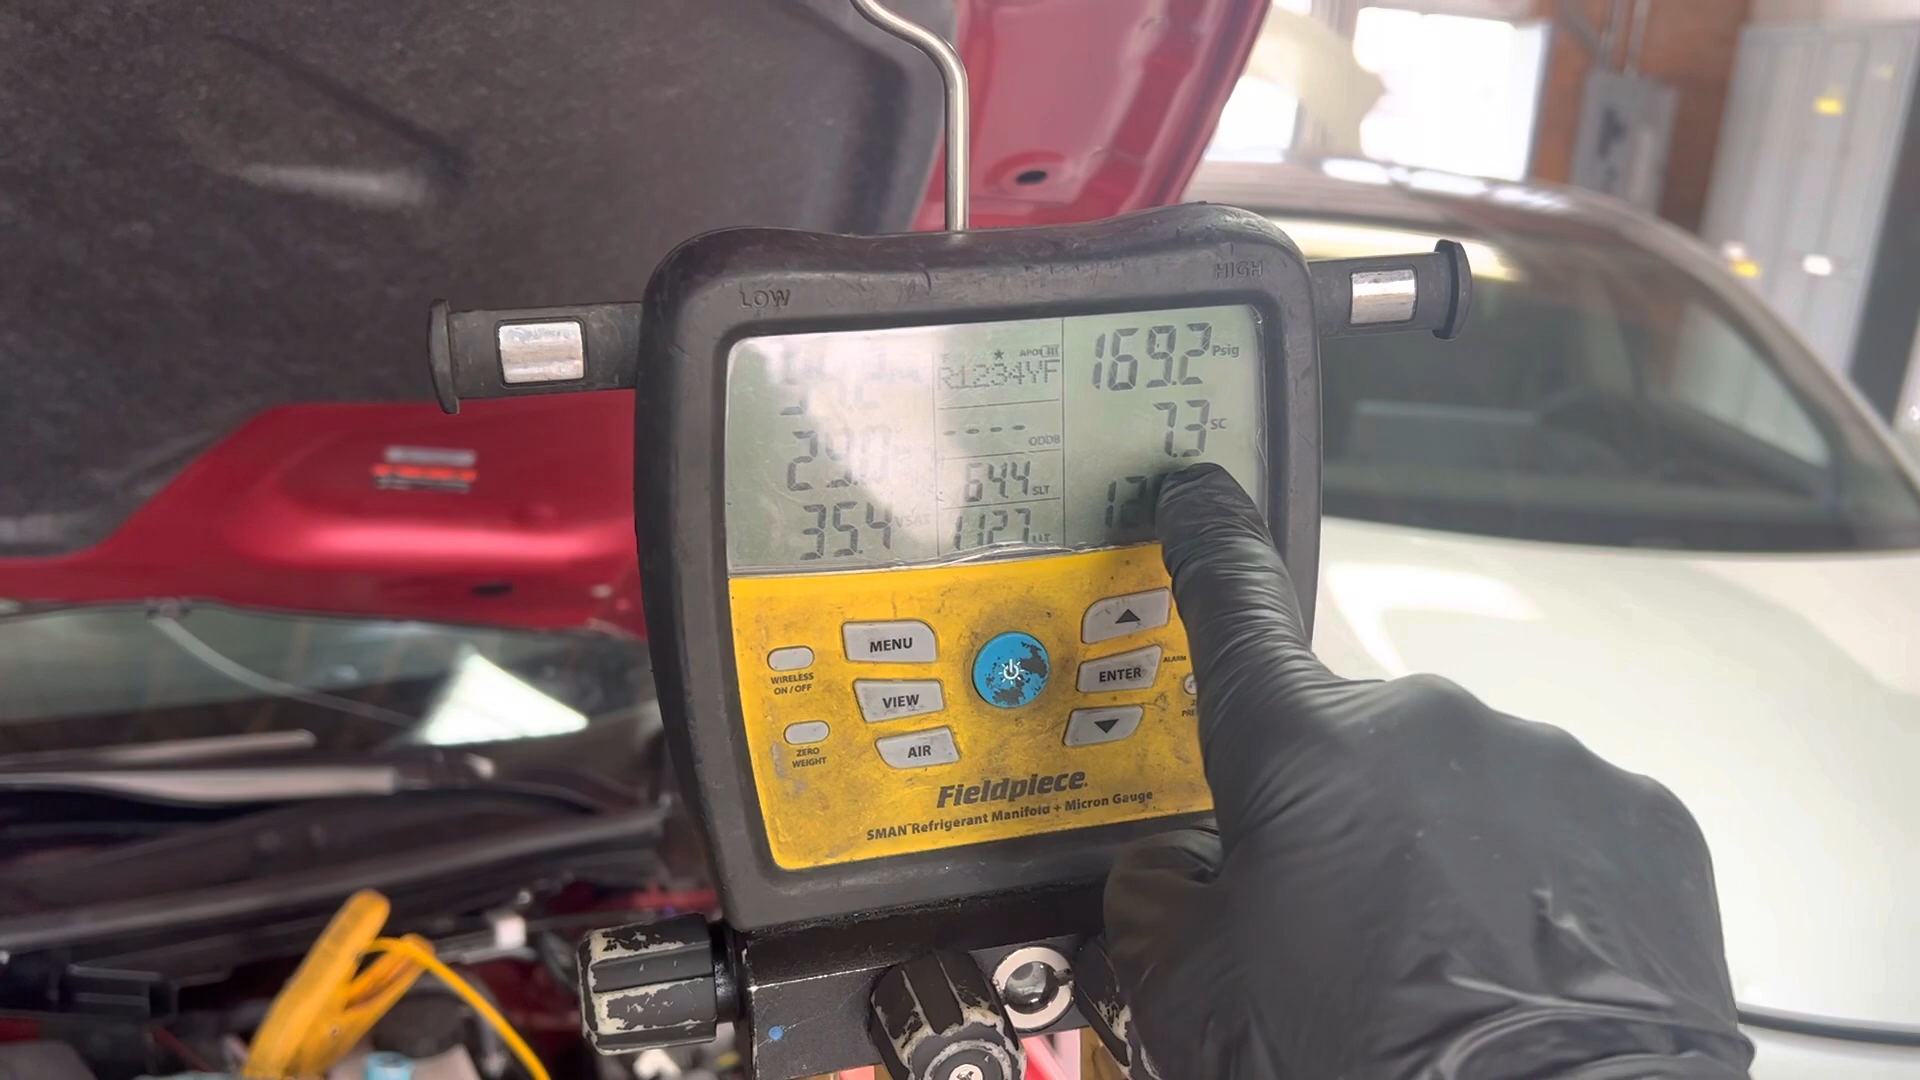 LOW
HIGH
R1234YF
169.2 Psig
---- ODDB
7.3 SC
29.0
64.4 SLT
35.4 VSAT
112.7 LLT
MENU
VIEW
AIR
ENTER
ALARM
WIRELESS
ON / OFF
ZERO
WEIGHT
Fieldpiece
SMAN™ Refrigerant Manifold + Micron Gauge